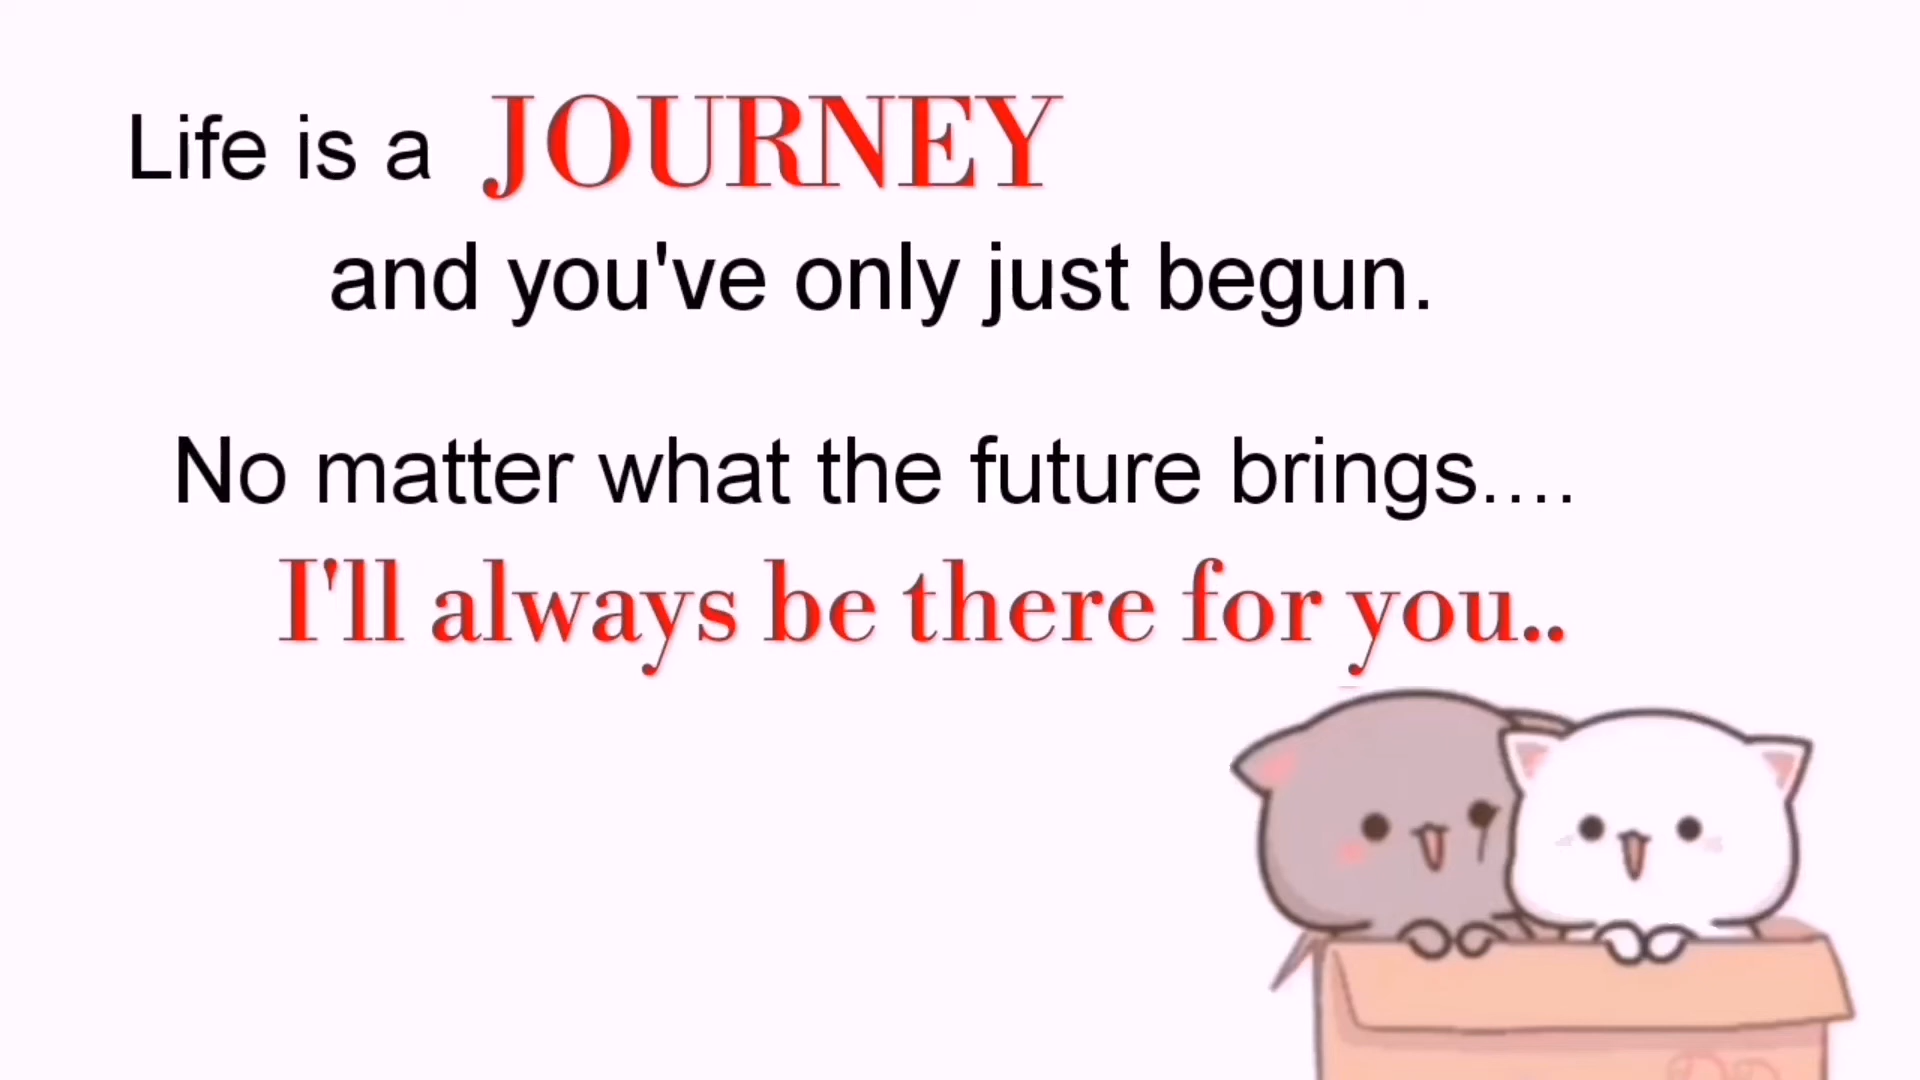 Life is a JOURNEY
and you've only just begun.
No matter what the future brings....
I'll always be there for you..